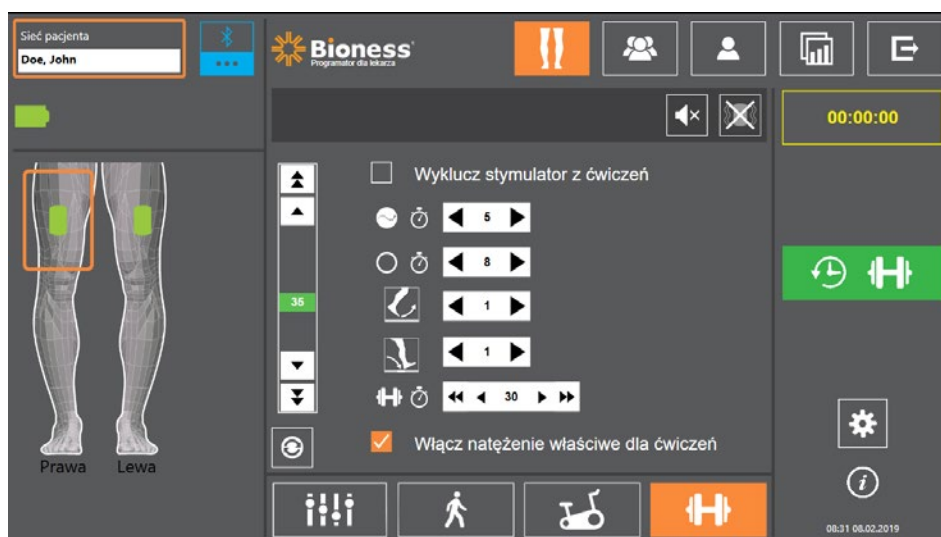 Sieć pacjenta
Doe, John
Bioness
Programator dla lekarza
00:00:00
Wyklucz stymulator z ćwiczeń
5
8
35
1
1
30
Włącz natężenie właściwe dla ćwiczeń
Prawa Lewa
08:31 08.02.2019